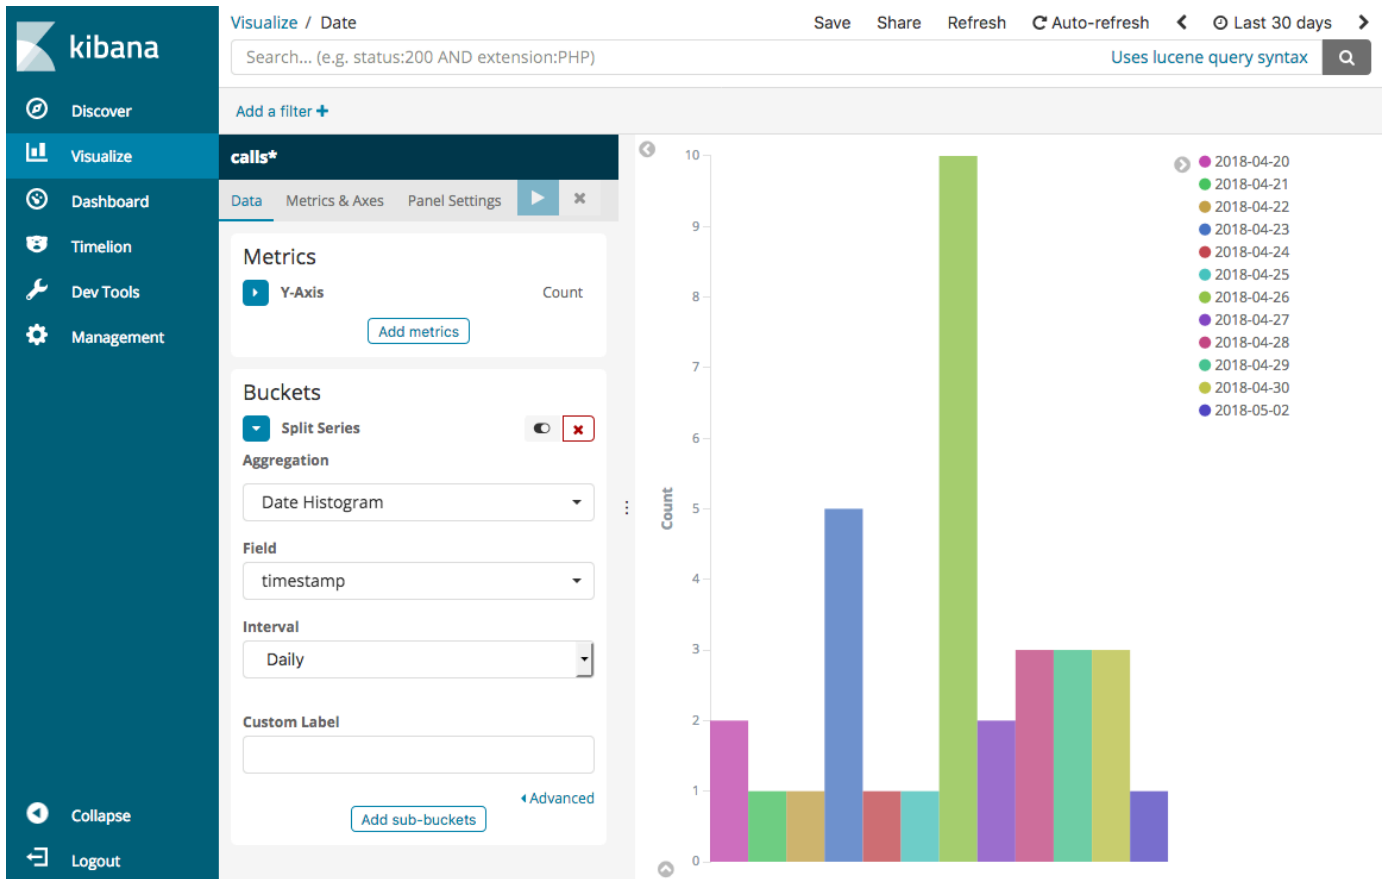 kibana
Discover
Visualize
Dashboard
Timelion
Dev Tools
Management
Collapse
Logout
Visualize / Date
Save Share Refresh Auto-refresh Last 30 days
Search... (e.g. status:200 AND extension:PHP) Uses lucene query syntax
Add a filter +
calls*
Data Metrics & Axes Panel Settings
Metrics
Y-Axis Count
Add metrics
Buckets
Split Series
Aggregation
Date Histogram
Field
timestamp
Interval
Daily
Custom Label
Advanced
Add sub-buckets
Count
10
9
8
7
6
5
4
3
2
1
0
2018-04-20
2018-04-21
2018-04-22
2018-04-23
2018-04-24
2018-04-25
2018-04-26
2018-04-27
2018-04-28
2018-04-29
2018-04-30
2018-05-02